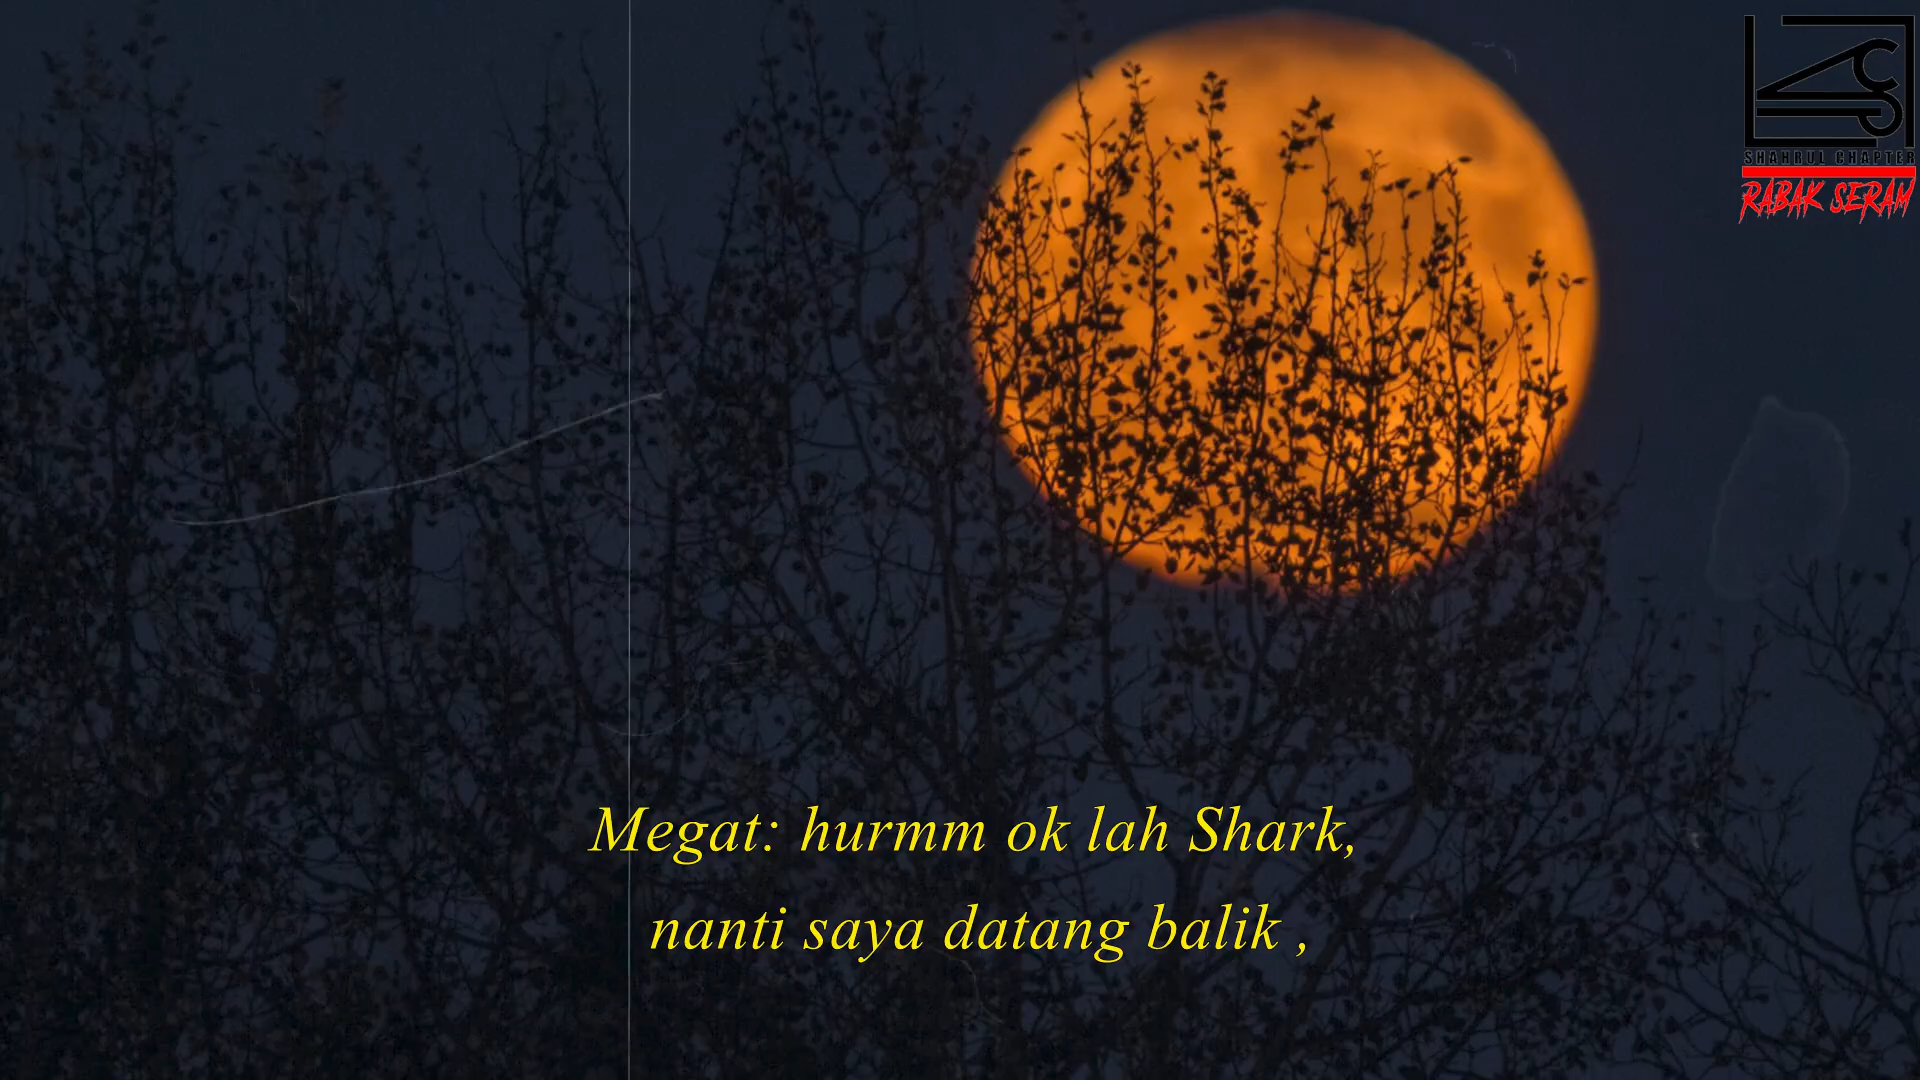 SHAHRUL CHAPTER
RABAK SERAM
Megat: hurmm ok lah Shark,
nanti saya datang balik ,